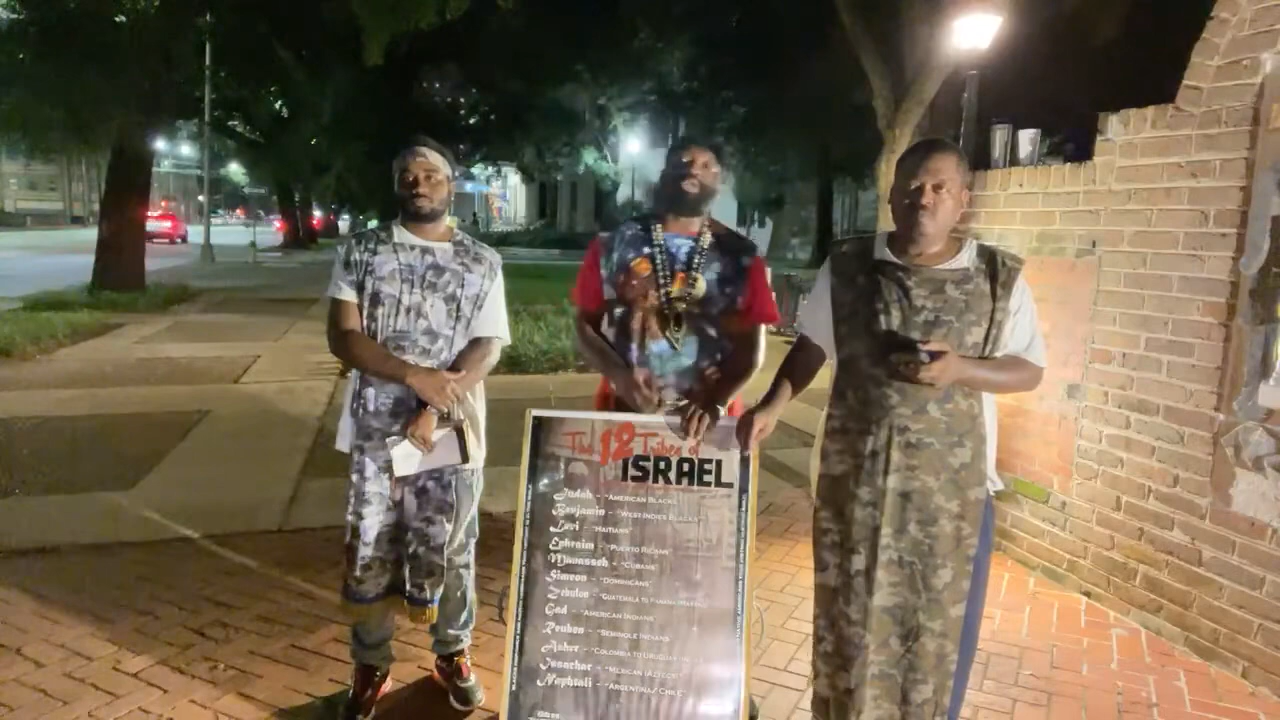 The 12 Tribes of
ISRAEL
Judah - "AMERICAN BLACKS"
Benjamin - "WEST INDIES BLACKS"
Levi - "HAITIANS"
Ephraim - "PUERTO RICANS"
Manasseh - "CUBANS"
Simeon - "DOMINICANS"
Zebulon - "GUATEMALA TO PANAMA
Gad - "AMERICAN INDIANS"
Reuben - "SEMINOLE INDIANS"
Asher - "COLOMBIA TO URUGUAY
Issachar - "MEXICAN (AZTECS)"
Naphtali - "ARGENTINA/ CHILE"